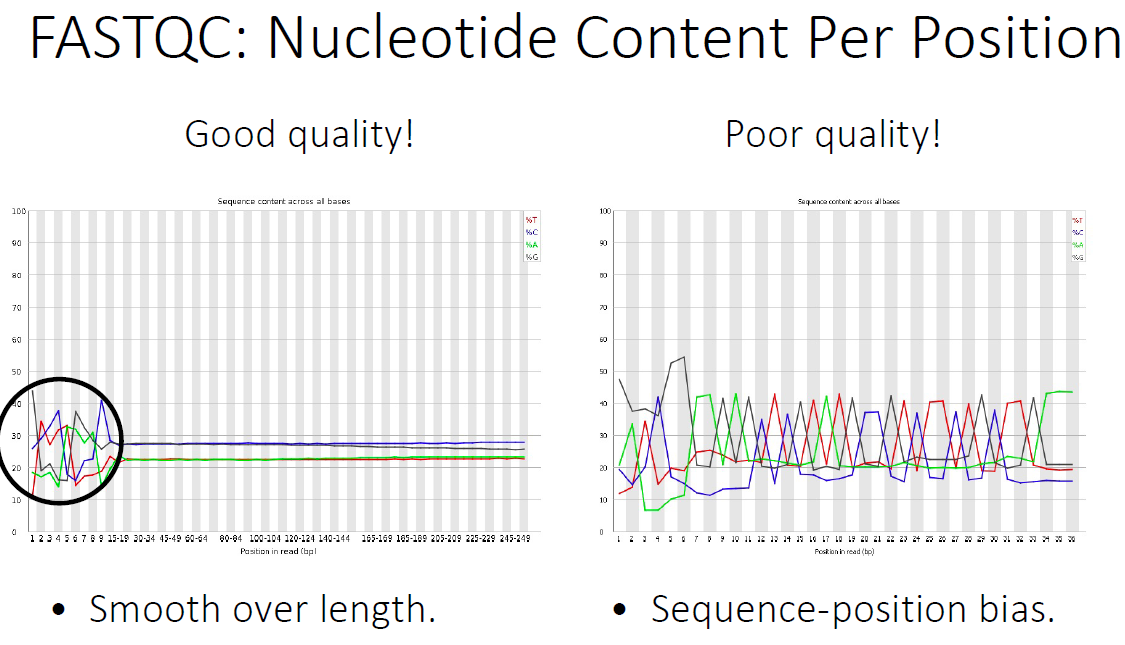 FASTQC: Nucleotide Content Per Position
Good quality!
Poor quality!
Sequence content across all bases
100
90
80
70
60
50
40
30
20
10
0
%T
%C
%A
%G
1 2 3 4 5 6 7 8 9 15-19 30-34 45-49 60-64 80-84 100-104 120-124 140-144 165-169 185-189 205-209 225-229 245-249
Position in read (bp)
Sequence content across all bases
100
90
80
70
60
50
40
30
20
10
0
%T
%C
%A
%G
1 2 3 4 5 6 7 8 9 10 11 12 13 14 15 16 17 18 19 20 21 22 23 24 25 26 27 28 29 30 31 32 33 34 35 36
Position in read (bp)
• Smooth over length.
• Sequence-position bias.